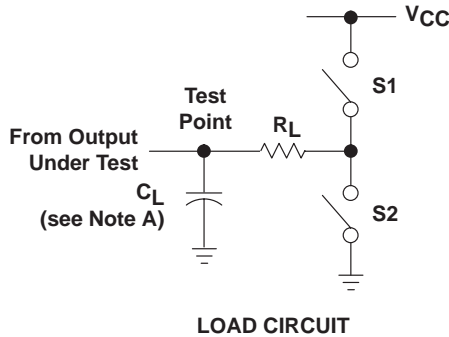 VCC
S1
Test
Point
RL
From Output
Under Test
CL
(see Note A)
S2
LOAD CIRCUIT